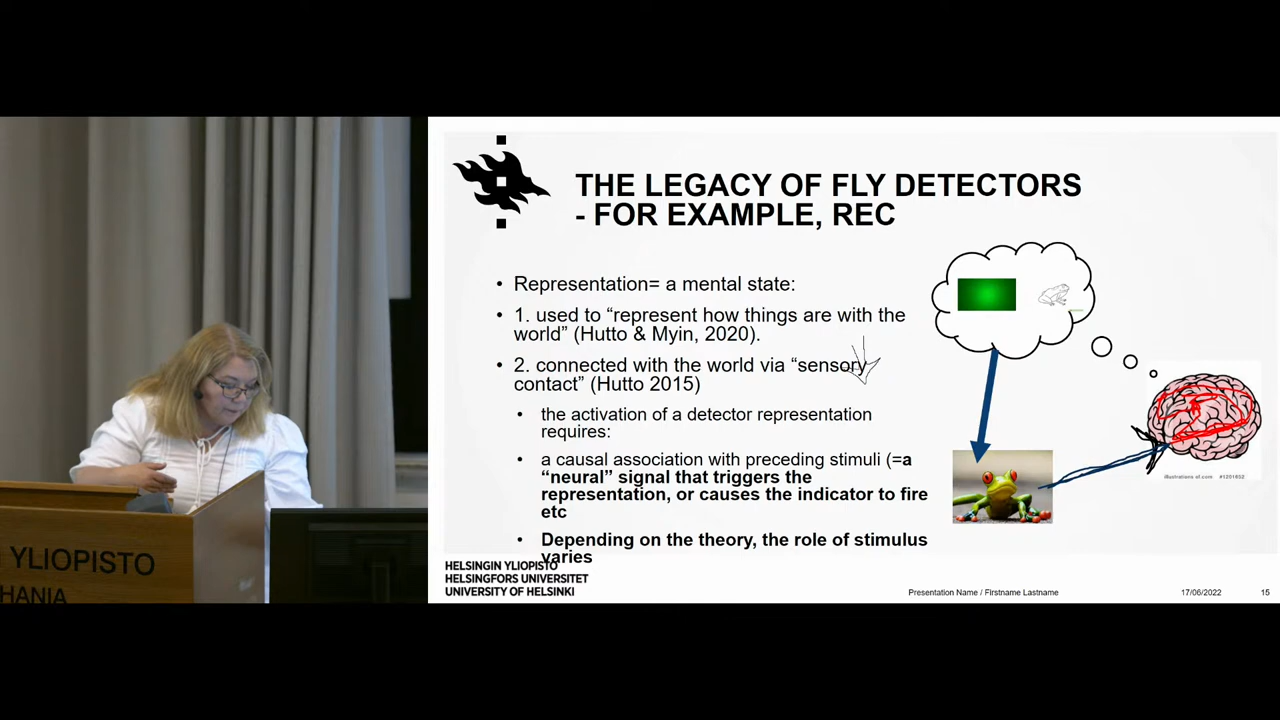 THE LEGACY OF FLY DETECTORS
- FOR EXAMPLE, REC
• Representation= a mental state:
• 1. used to “represent how things are with the
world” (Hutto & Myin, 2020).
• 2. connected with the world via “sensory
contact” (Hutto 2015)
• the activation of a detector representation
requires:
• a causal association with preceding stimuli (=a
“neural” signal that triggers the
representation, or causes the indicator to fire
etc
• Depending on the theory, the role of stimulus
varies
illustrations of.com #1201652
HELSINGIN YLIOPISTO
HELSINGFORS UNIVERSITET
UNIVERSITY OF HELSINKI
Presentation Name / Firstname Lastname
17/06/2022
15
YLIOPISTO
HANIA